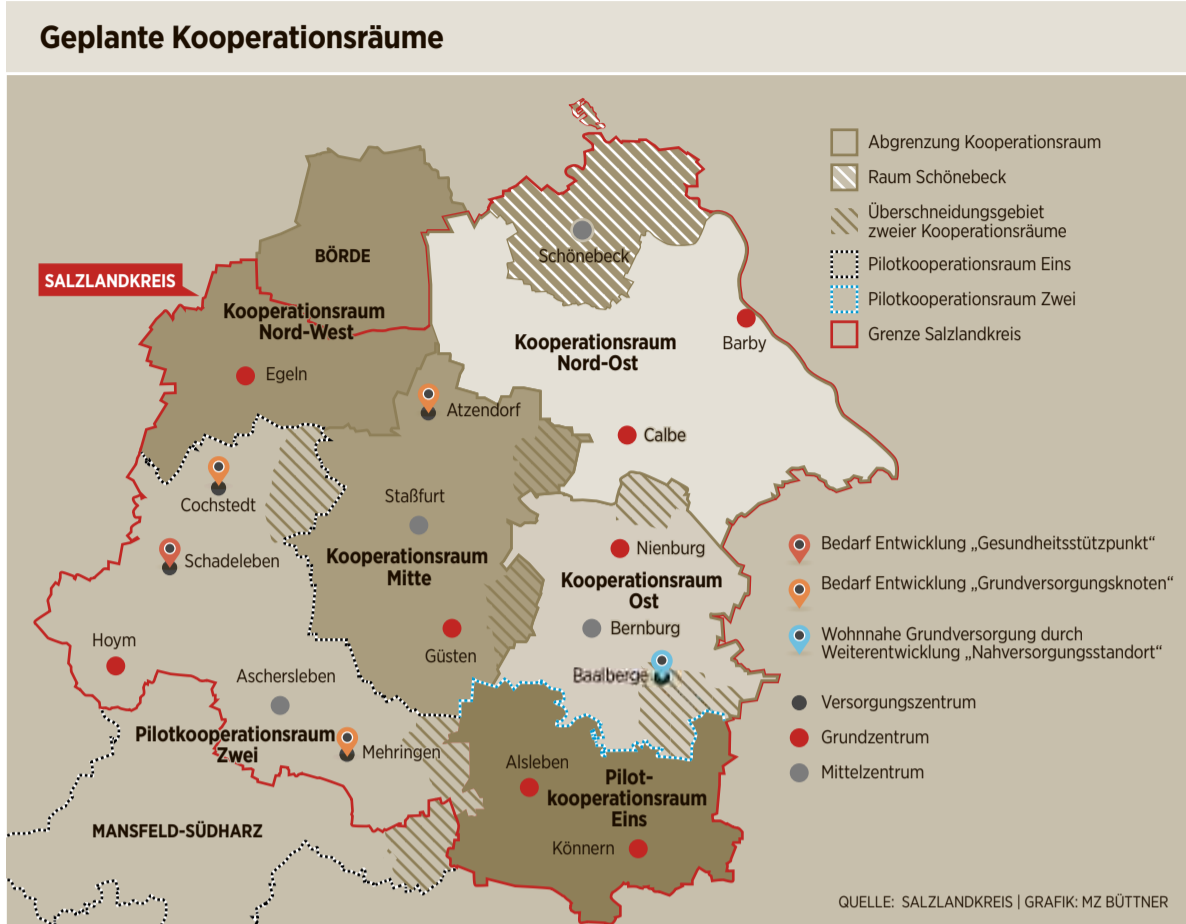 Geplante Kooperationsräume
Abgrenzung Kooperationsraum
Raum Schönebeck
Überschneidungsgebiet
zweier Kooperationsräume
Pilotkooperationsraum Eins
Pilotkooperationsraum Zwei
Grenze Salzlandkreis
BÖRDE
Schönebeck
SALZLANDKREIS
Kooperationsraum
Nord-West
Kooperationsraum
Nord-Ost
Barby
Egeln
Atzendorf
Calbe
Cochstedt
Staßfurt
Schadeleben
Kooperationsraum
Mitte
Nienburg
Kooperationsraum
Ost
Bernburg
Hoym
Güsten
Baalberge
Aschersleben
Pilotkooperationsraum
Zwei
Mehringen
Alsleben
Pilot-
kooperationsraum
Eins
Könnern
MANSFELD-SÜDHARZ
Bedarf Entwicklung „Gesundheitsstützpunkt“
Bedarf Entwicklung „Grundversorgungsknoten“
Wohnnahe Grundversorgung durch
Weiterentwicklung „Nahversorgungsstandort“
Versorgungszentrum
Grundzentrum
Mittelzentrum
QUELLE: SALZLANDKREIS | GRAFIK: MZ BÜTTNER